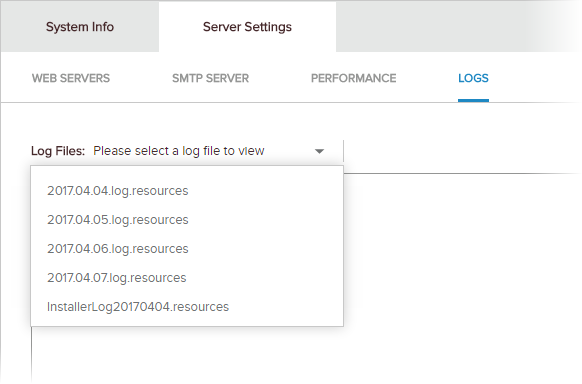 System Info Server Settings
WEB SERVERS SMTP SERVER PERFORMANCE LOGS
Log Files: Please select a log file to view
2017.04.04.log.resources
2017.04.05.log.resources
2017.04.06.log.resources
2017.04.07.log.resources
InstallerLog20170404.resources